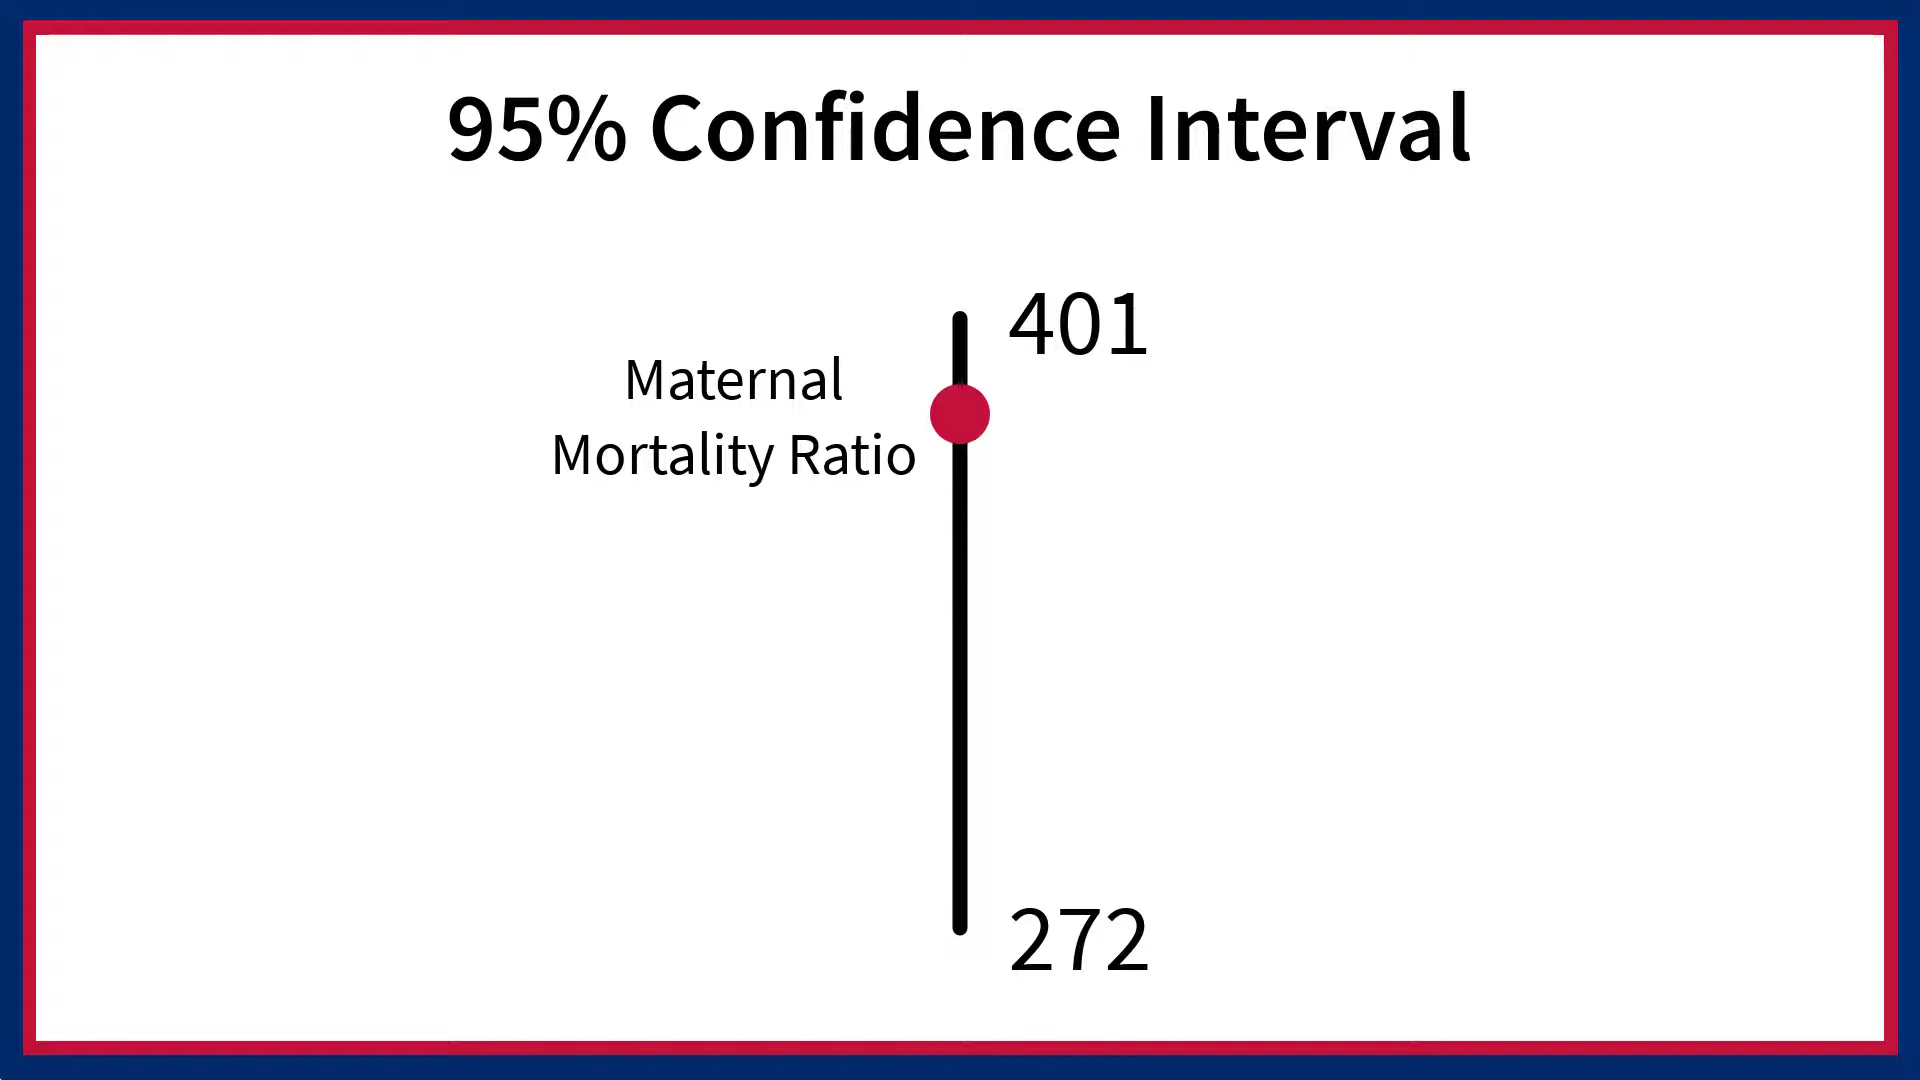 95% Confidence Interval
401
Maternal
Mortality Ratio
272